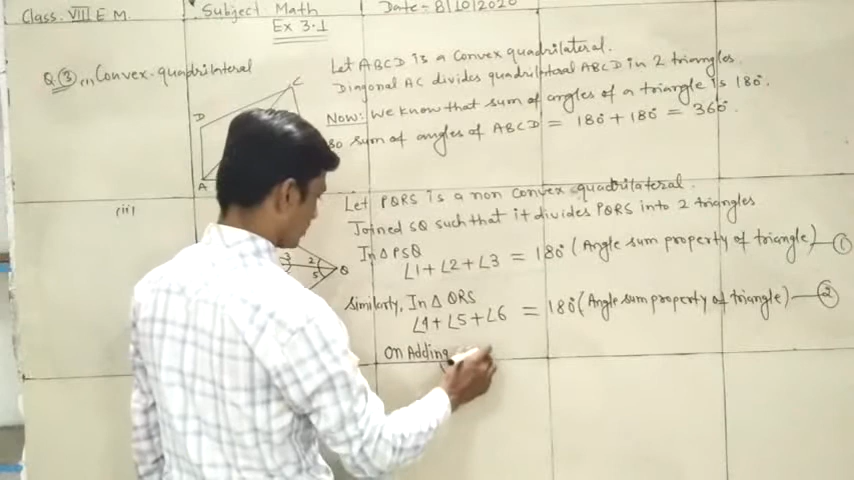 Class. VIII E M. Subject Math Date- 8/10/2020
Ex 3.1
Q.③ (i) Convex-quadrilateral
Let ABCD is a Convex quadrilateral.
Diagonal AC divides quadrilateral ABCD in 2 triangles.
Now: We know that sum of angles of a triangle is 180°.
So sum of angles of ABCD = 180° + 180° = 360°.
D C
A
(ii)
Let PQRS is a non convex quadrilateral.
Joined SQ such that it divides PQRS into 2 triangles
In Δ PSQ
∠1 + ∠2 + ∠3 = 180° (Angle sum property of triangle) — ①
3 2 5 Q
Similarly, In Δ QRS
∠4 + ∠5 + ∠6 = 180° (Angle sum property of triangle) — ②
On Adding